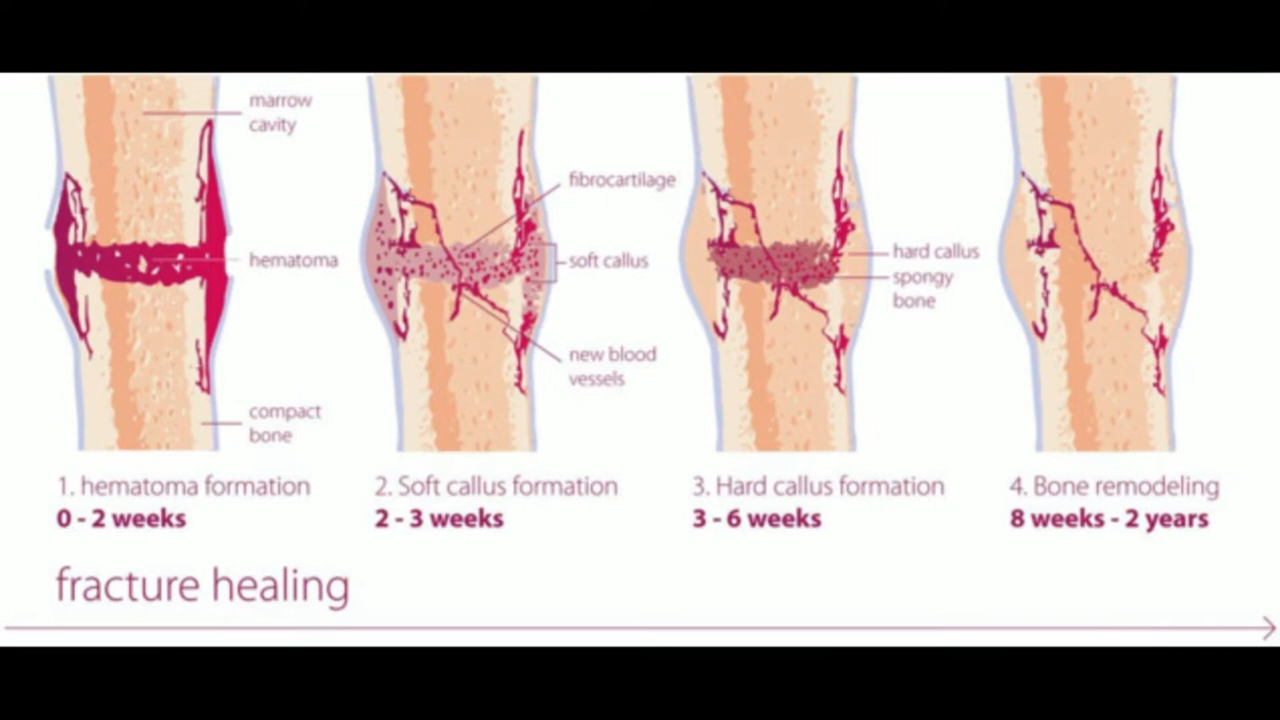 marrow
cavity
hematoma
compact
bone
fibrocartilage
soft callus
new blood
vessels
hard callus
spongy
bone
1. hematoma formation
0 - 2 weeks
2. Soft callus formation
2 - 3 weeks
3. Hard callus formation
3 - 6 weeks
4. Bone remodeling
8 weeks - 2 years
fracture healing